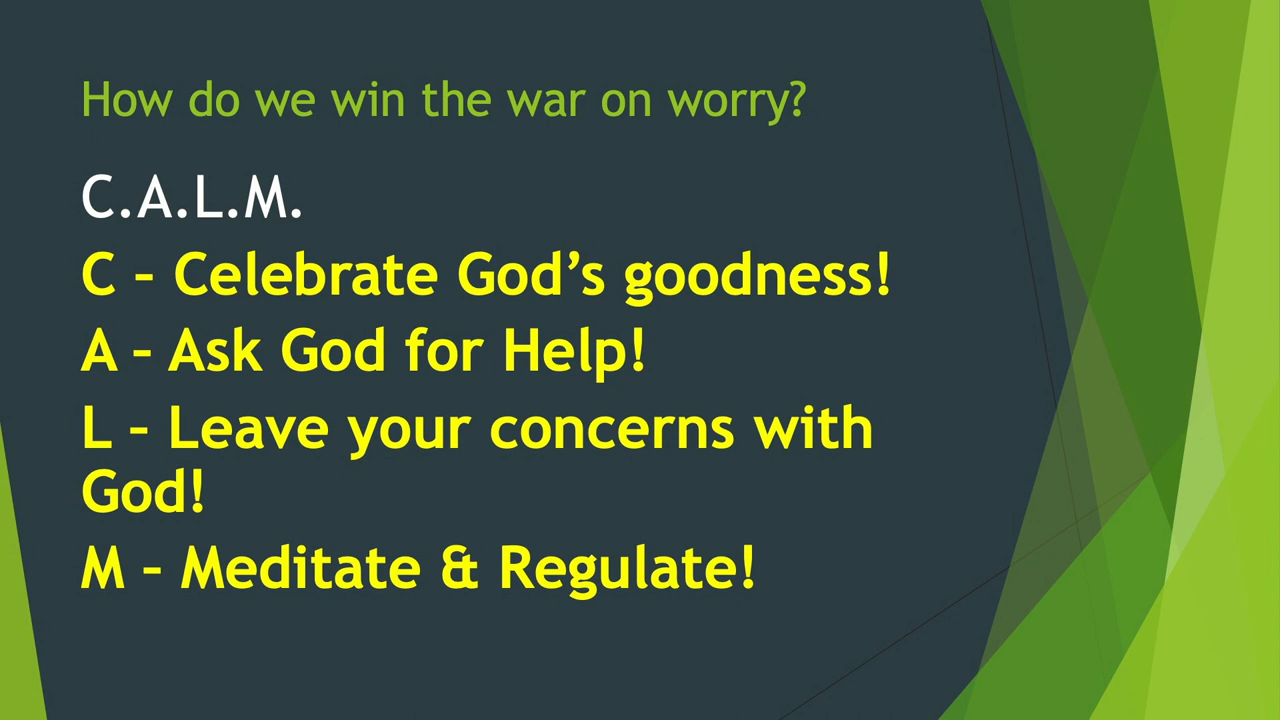 How do we win the war on worry?
C.A.L.M.
C – Celebrate God’s goodness!
A – Ask God for Help!
L – Leave your concerns with
God!
M – Meditate & Regulate!